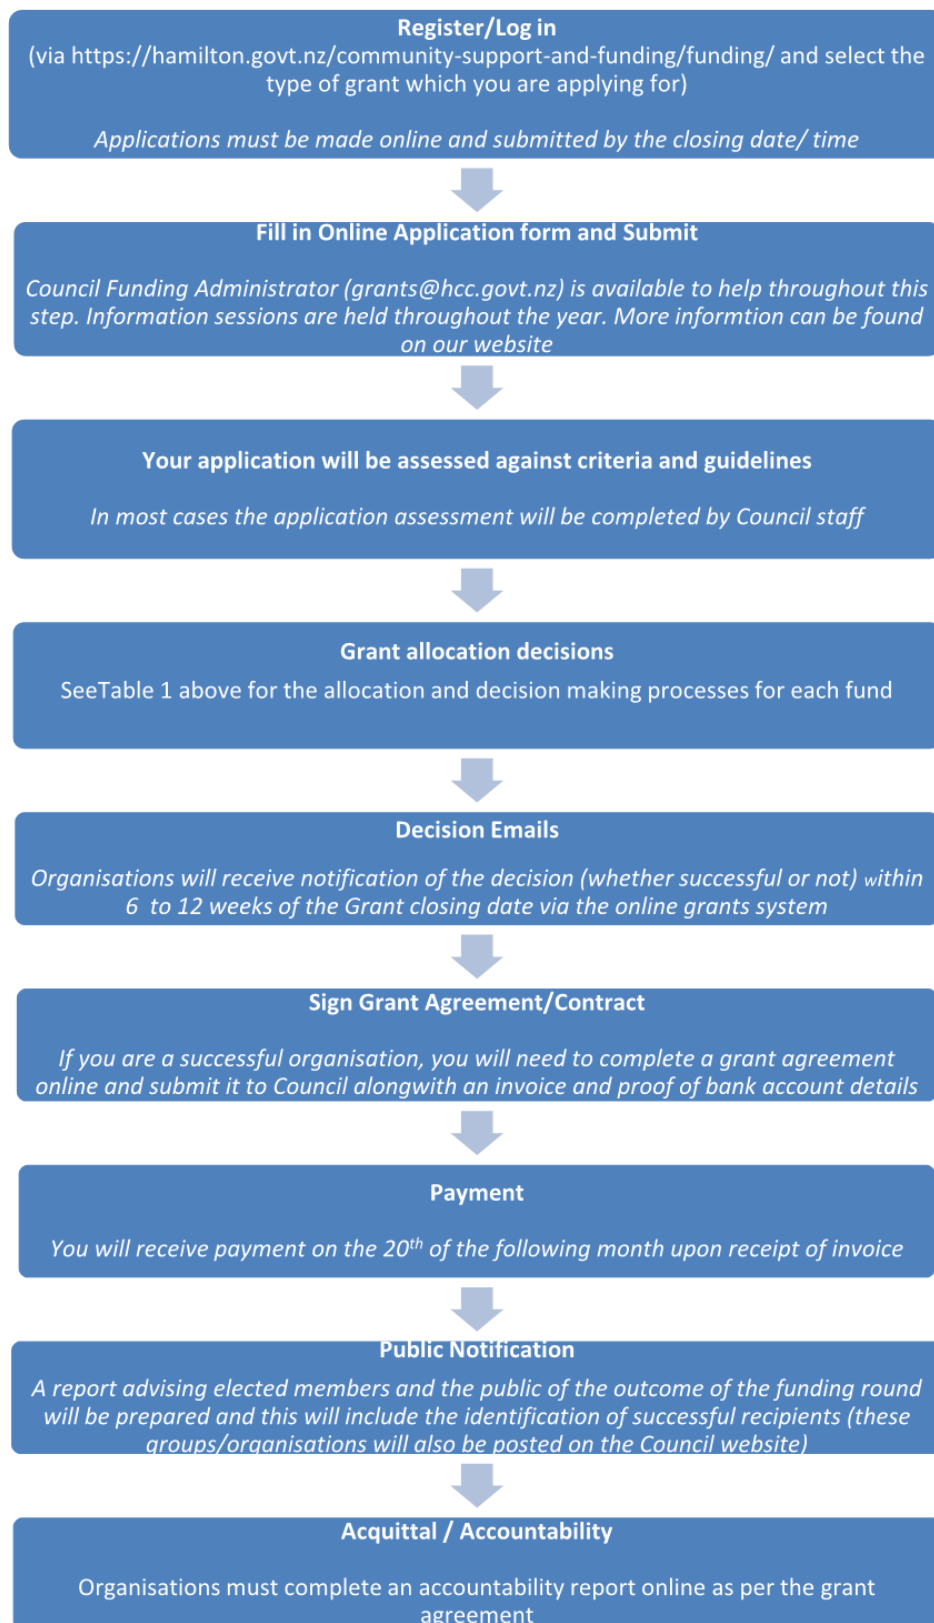 Register/Log in
(via https://hamilton.govt.nz/community-support-and-funding/funding/ and select the
type of grant which you are applying for)
Applications must be made online and submitted by the closing date/ time
Fill in Online Application form and Submit
Council Funding Administrator (grants@hcc.govt.nz) is available to help throughout this
step. Information sessions are held throughout the year. More informtion can be found
on our website
Your application will be assessed against criteria and guidelines
In most cases the application assessment will be completed by Council staff
Grant allocation decisions
SeeTable 1 above for the allocation and decision making processes for each fund
Decision Emails
Organisations will receive notification of the decision (whether successful or not) within
6 to 12 weeks of the Grant closing date via the online grants system
Sign Grant Agreement/Contract
If you are a successful organisation, you will need to complete a grant agreement
online and submit it to Council alongwith an invoice and proof of bank account details
Payment
You will receive payment on the 20th of the following month upon receipt of invoice
Public Notification
A report advising elected members and the public of the outcome of the funding round
will be prepared and this will include the identification of successful recipients (these
groups/organisations will also be posted on the Council website)
Acquittal / Accountability
Organisations must complete an accountability report online as per the grant
agreement